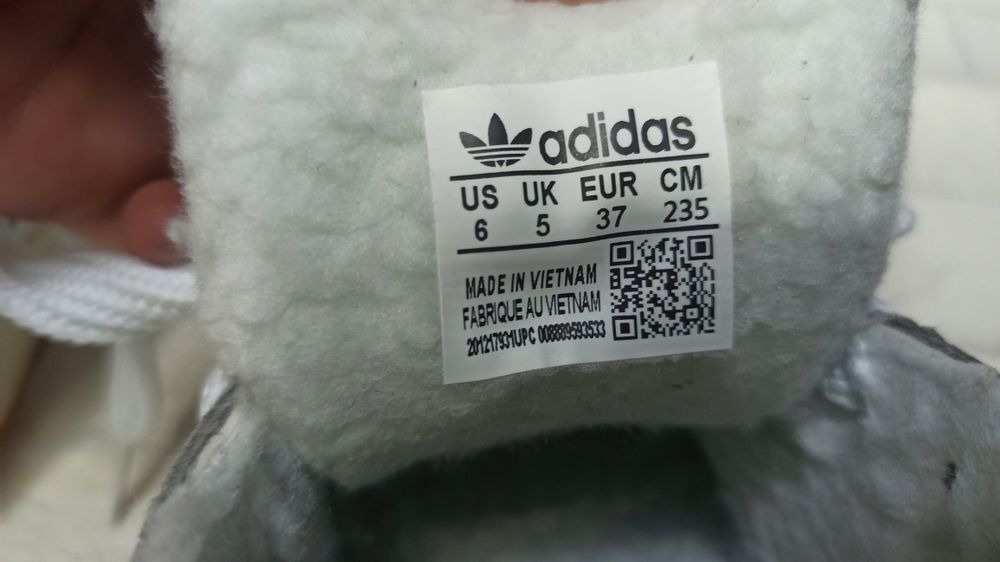 adidas
US UK EUR CM
6 5 37 235
MADE IN VIETNAM
FABRIQUE AU VIETNAM
201217931UPC 008889593533